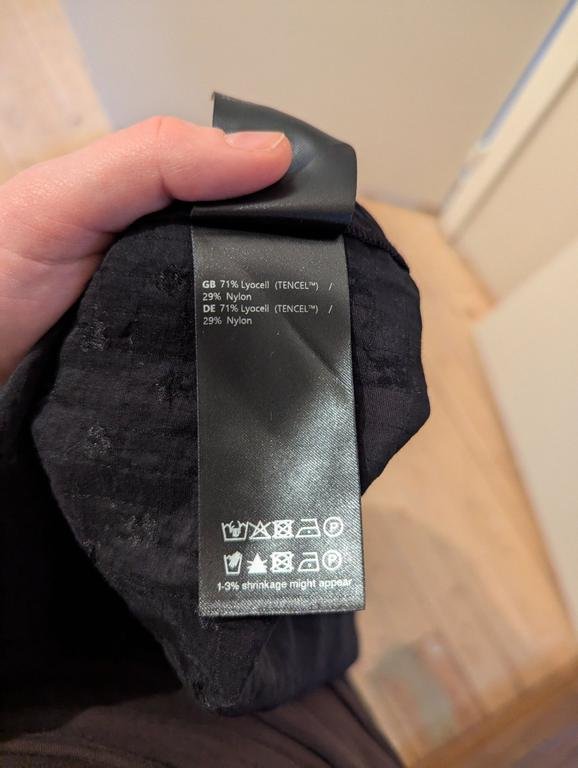 GB 71% Lyocell (TENCEL™) /
29% Nylon
DE 71% Lyocell (TENCEL™) /
29% Nylon
P
P
1-3% shrinkage might appear